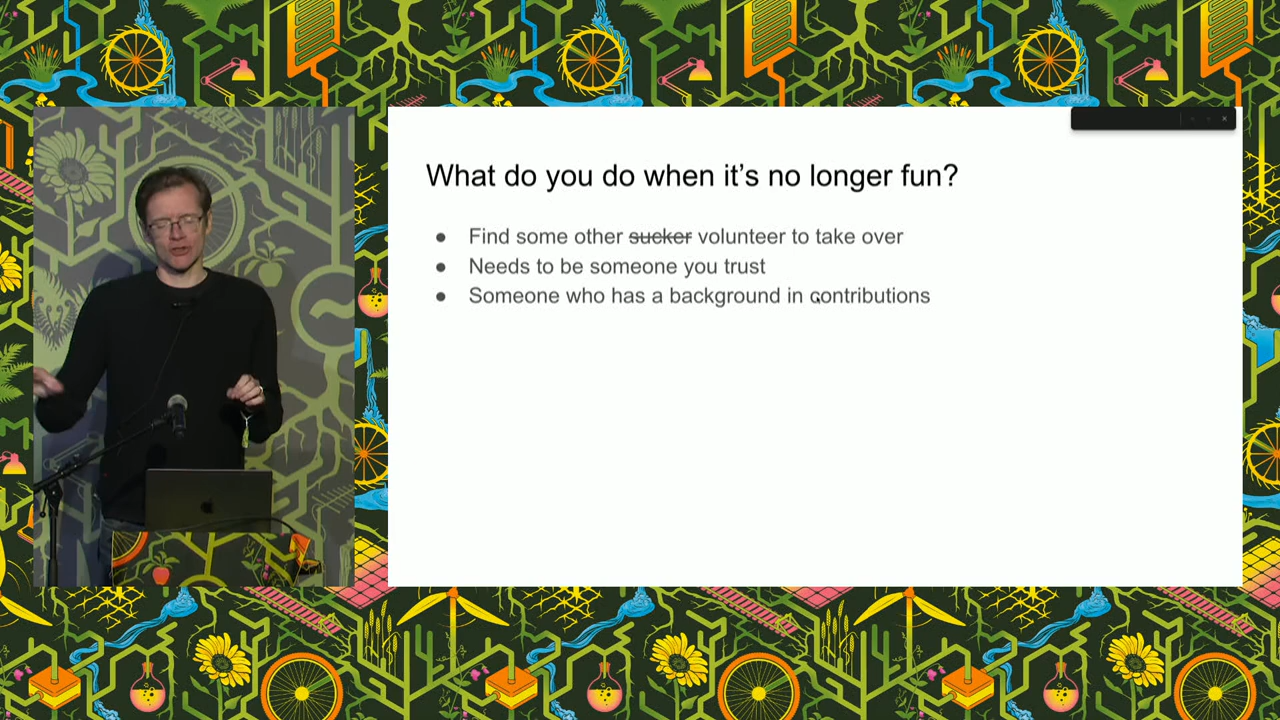 What do you do when it’s no longer fun?
● Find some other sucker volunteer to take over
● Needs to be someone you trust
● Someone who has a background in contributions